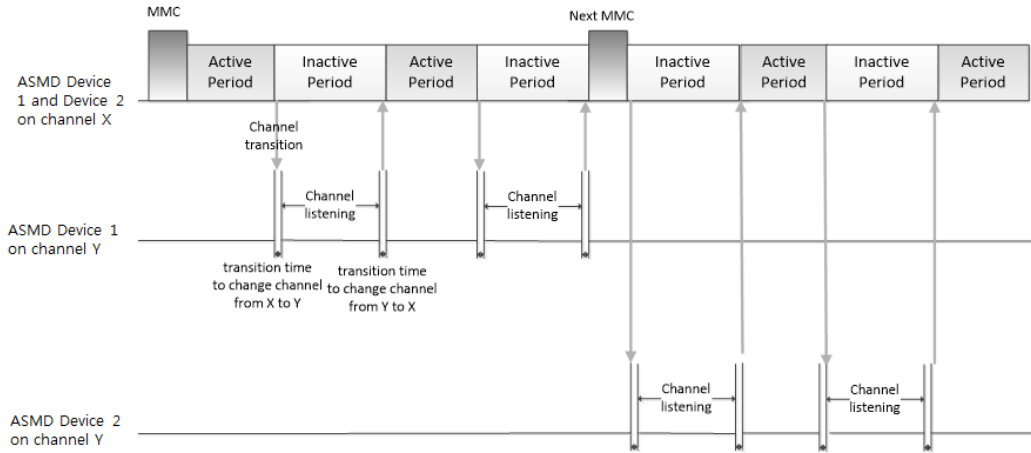 MMC
Next MMC
Active
Period
Inactive
Period
Active
Period
Inactive
Period
Inactive
Period
Active
Period
Inactive
Period
Active
Period
ASMD Device
1 and Device 2
on channel X
Channel
transition
Channel
listening
Channel
listening
ASMD Device 1
on channel Y
transition time
to change channel
from X to Y
transition time
to change channel
from Y to X
Channel
listening
Channel
listening
ASMD Device 2
on channel Y